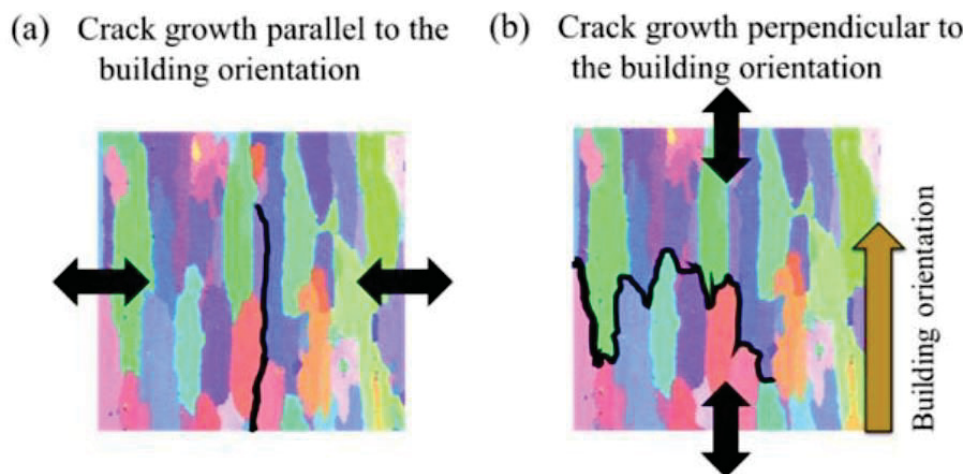 (a) Crack growth parallel to the
building orientation
(b) Crack growth perpendicular to
the building orientation
Building orientation